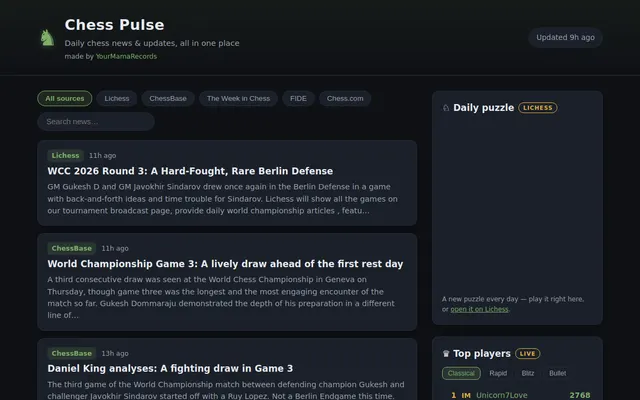 Chess Pulse
Daily chess news & updates, all in one place
made by YourMamaRecords
Updated 9h ago
All sources
Lichess
ChessBase
The Week in Chess
FIDE
Chess.com
Search news...
Lichess 11h ago
WCC 2026 Round 3: A Hard-Fought, Rare Berlin Defense
GM Gukesh D and GM Javokhir Sindarov drew once again in the Berlin Defense in a game
with back-and-forth ideas and time trouble for Sindarov. Lichess will show all the games on
our tournament broadcast page, provide daily world championship articles , featu...
ChessBase 11h ago
World Championship Game 3: A lively draw ahead of the first rest day
A third consecutive draw was seen at the World Chess Championship in Geneva on
Thursday, though game three was the longest and the most engaging encounter of the
match so far. Gukesh Dommaraju demonstrated the depth of his preparation in a different
line of...
ChessBase 13h ago
Daniel King analyses: A fighting draw in Game 3
The third game of the World Championship match between defending champion Gukesh and
challenger Javokhir Sindarov started off with a Ruy Lopez. Not a Berlin Endgame this time.
Daily puzzle LICHESS
A new puzzle every day — play it right here,
or open it on Lichess.
Top players LIVE
Classical
Rapid
Blitz
Bullet
1 IM Unicorn7Love 2768